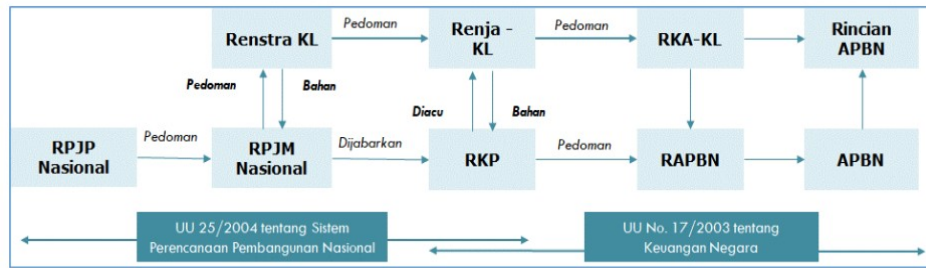 Renstra KL
Pedoman
Renja -
KL
Pedoman
RKA-KL
Rincian
APBN
Pedoman
Bahan
Diacu
Bahan
RPJP
Nasional
Pedoman
RPJM
Nasional
Dijabarkan
RKP
Pedoman
RAPBN
APBN
UU 25/2004 tentang Sistem
Perencanaan Pembangunan Nasional
UU No. 17/2003 tentang
Keuangan Negara